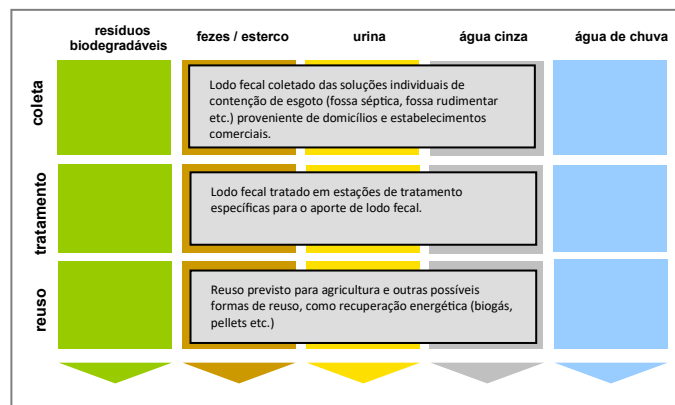 resíduos
biodegradáveis
fezes / esterco
urina
água cinza
água de chuva
coleta
Lodo fecal coletado das soluções individuais de
contenção de esgoto (fossa séptica, fossa rudimentar
etc.) proveniente de domicílios e estabelecimentos
comerciais.
tratamento
Lodo fecal tratado em estações de tratamento
específicas para o aporte de lodo fecal.
reuso
Reuso previsto para agricultura e outras possíveis
formas de reuso, como recuperação energética (biogás,
pellets etc.)